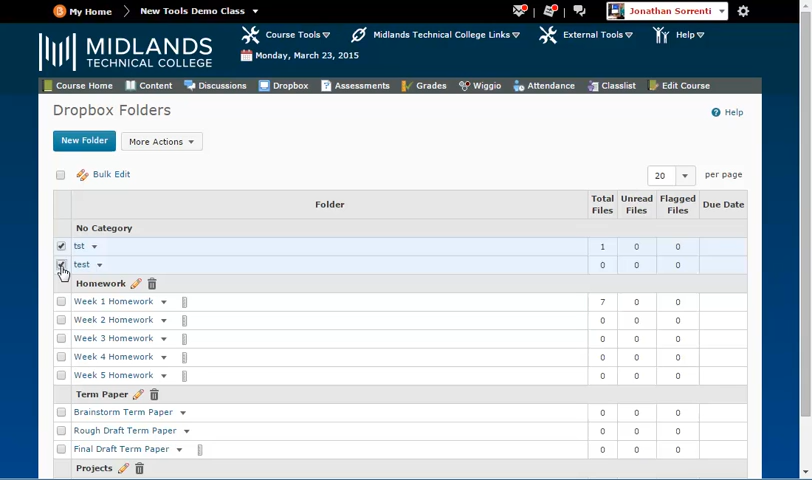 My Home New Tools Demo Class Jonathan Sorrenti
MIDLANDS
TECHNICAL COLLEGE
Course Tools Midlands Technical College Links External Tools Help
Monday, March 23, 2015
Course Home Content Discussions Dropbox Assessments Grades Wiggio Attendance Classlist Edit Course
Dropbox Folders
Help
New Folder More Actions
Bulk Edit 20 per page
Folder Total Files Unread Files Flagged Files Due Date
No Category
tst 1 0 0
test 0 0 0
Homework
Week 1 Homework 7 0 0
Week 2 Homework 0 0 0
Week 3 Homework 0 0 0
Week 4 Homework 0 0 0
Week 5 Homework 0 0 0
Term Paper
Brainstorm Term Paper 0 0 0
Rough Draft Term Paper 0 0 0
Final Draft Term Paper 0 0 0
Projects